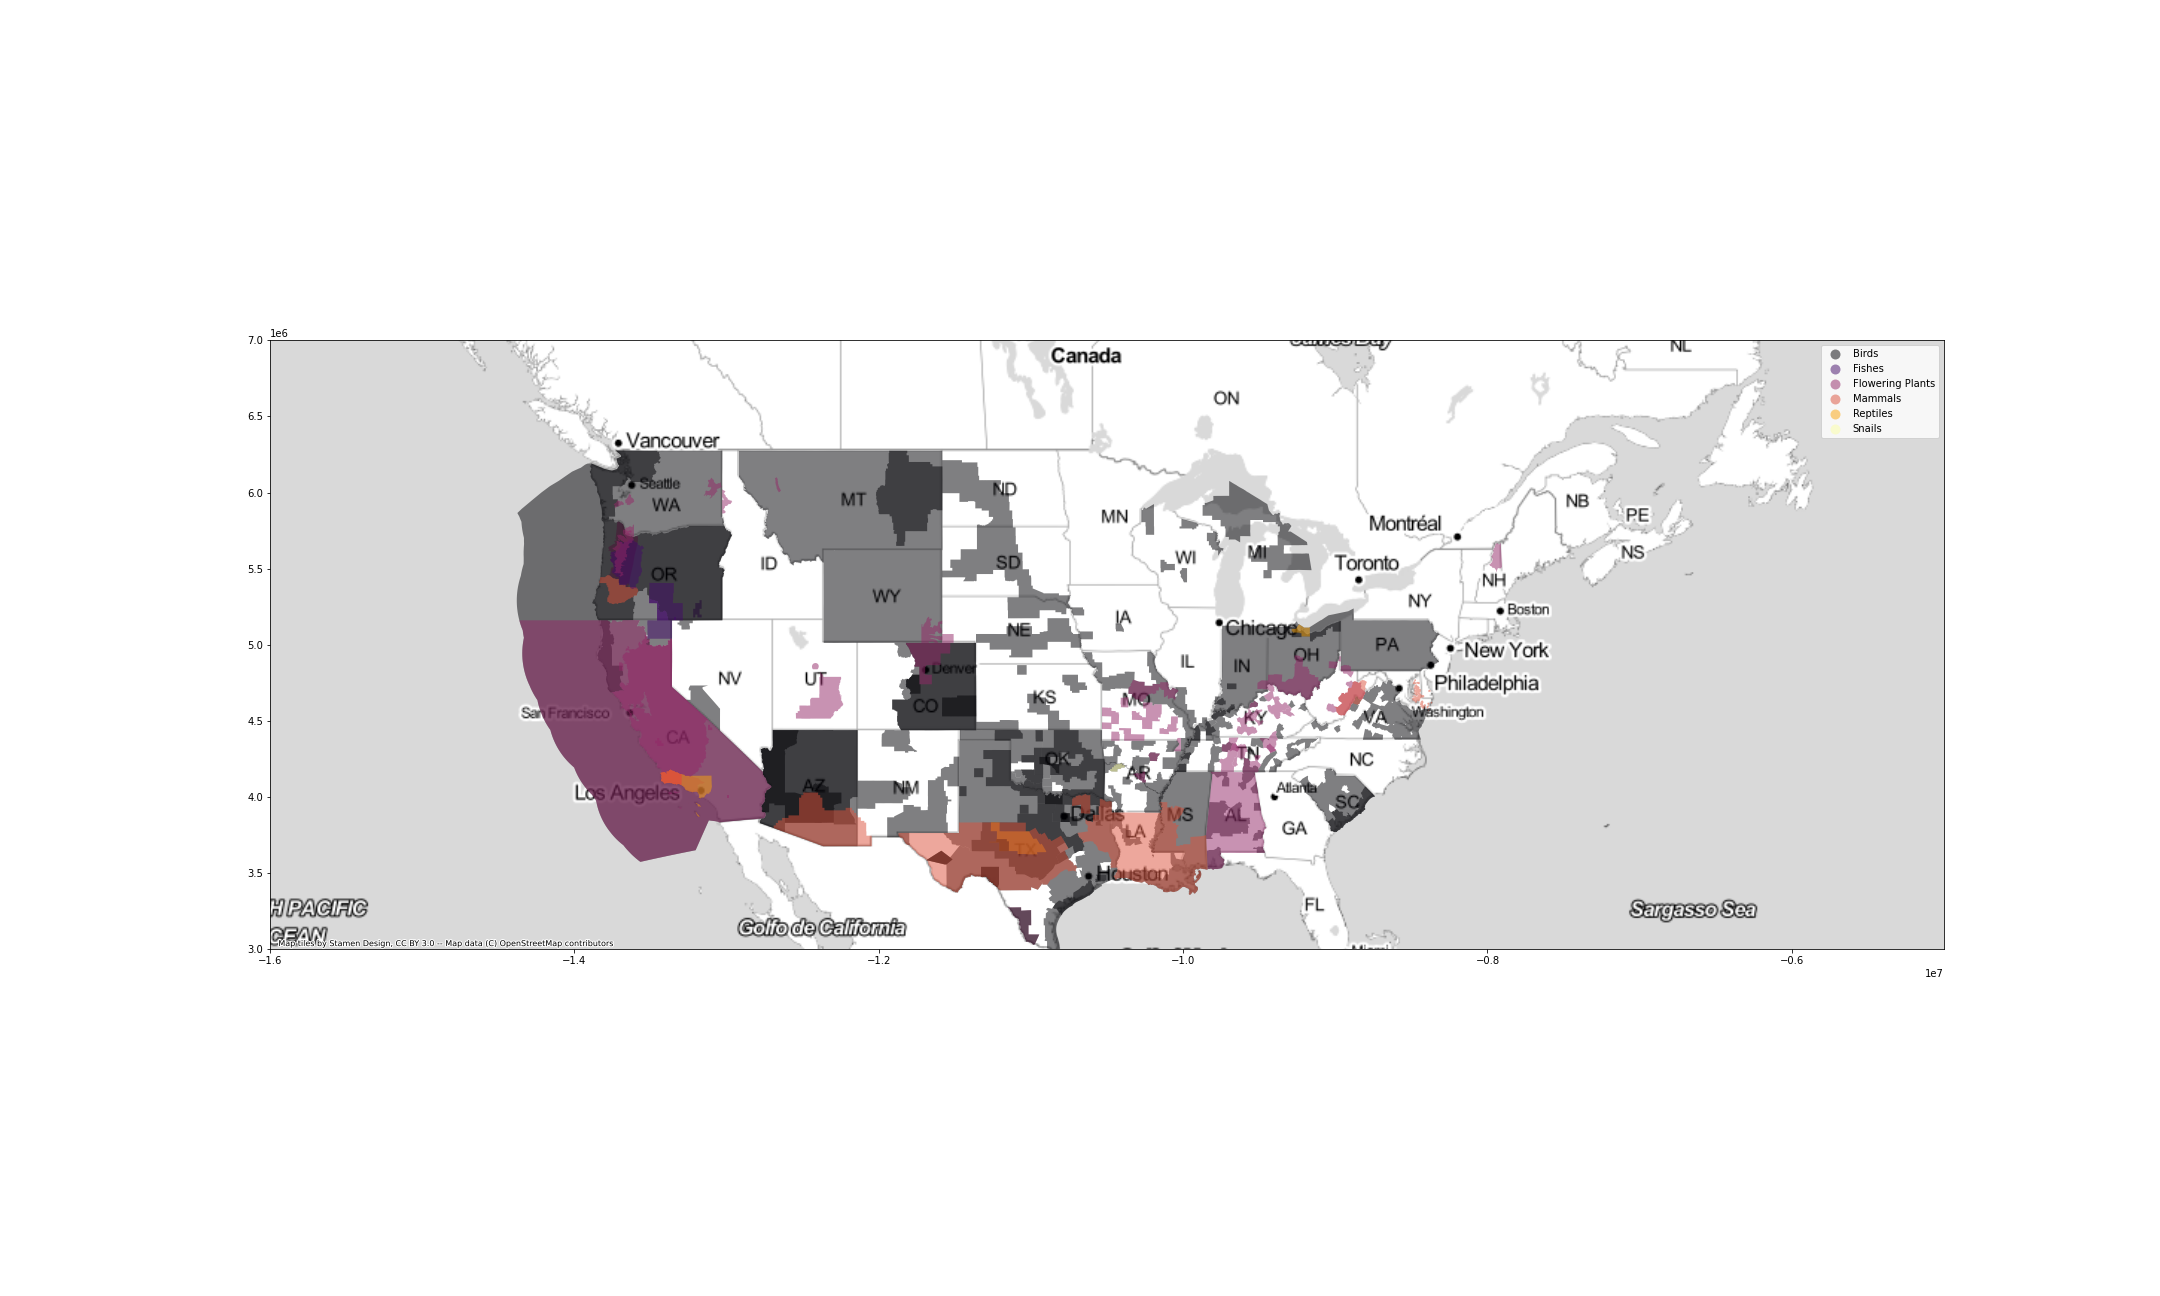 1e6
7.0
6.5
6.0
5.5
5.0
4.5
4.0
3.5
3.0
James Bay
NL
Canada
Birds
Fishes
Flowering Plants
Mammals
Reptiles
Snails
ON
Vancouver
Seattle
WA
MT
ND
MN
NB
PE
Montréal
NS
OR
ID
SD
WI
MI
Toronto
NH
WY
NY
Boston
IA
NE
Chicago
PA
New York
OH
IL
IN
Denver
NV
UT
Philadelphia
KS
MO
CO
San Francisco
KY
VA
Washington
CA
TN
NC
OK
AR
AZ
NM
Los Angeles
Atlanta
SC
Dallas
MS
AL
GA
LA
TX
Houston
H PACIFIC
CEAN
FL
Sargasso Sea
Golfo de California
Map tiles by Stamen Design, CC BY 3.0 -- Map data (C) OpenStreetMap contributors
Miami
−1.6
−1.4
−1.2
−1.0
−0.8
−0.6
1e7